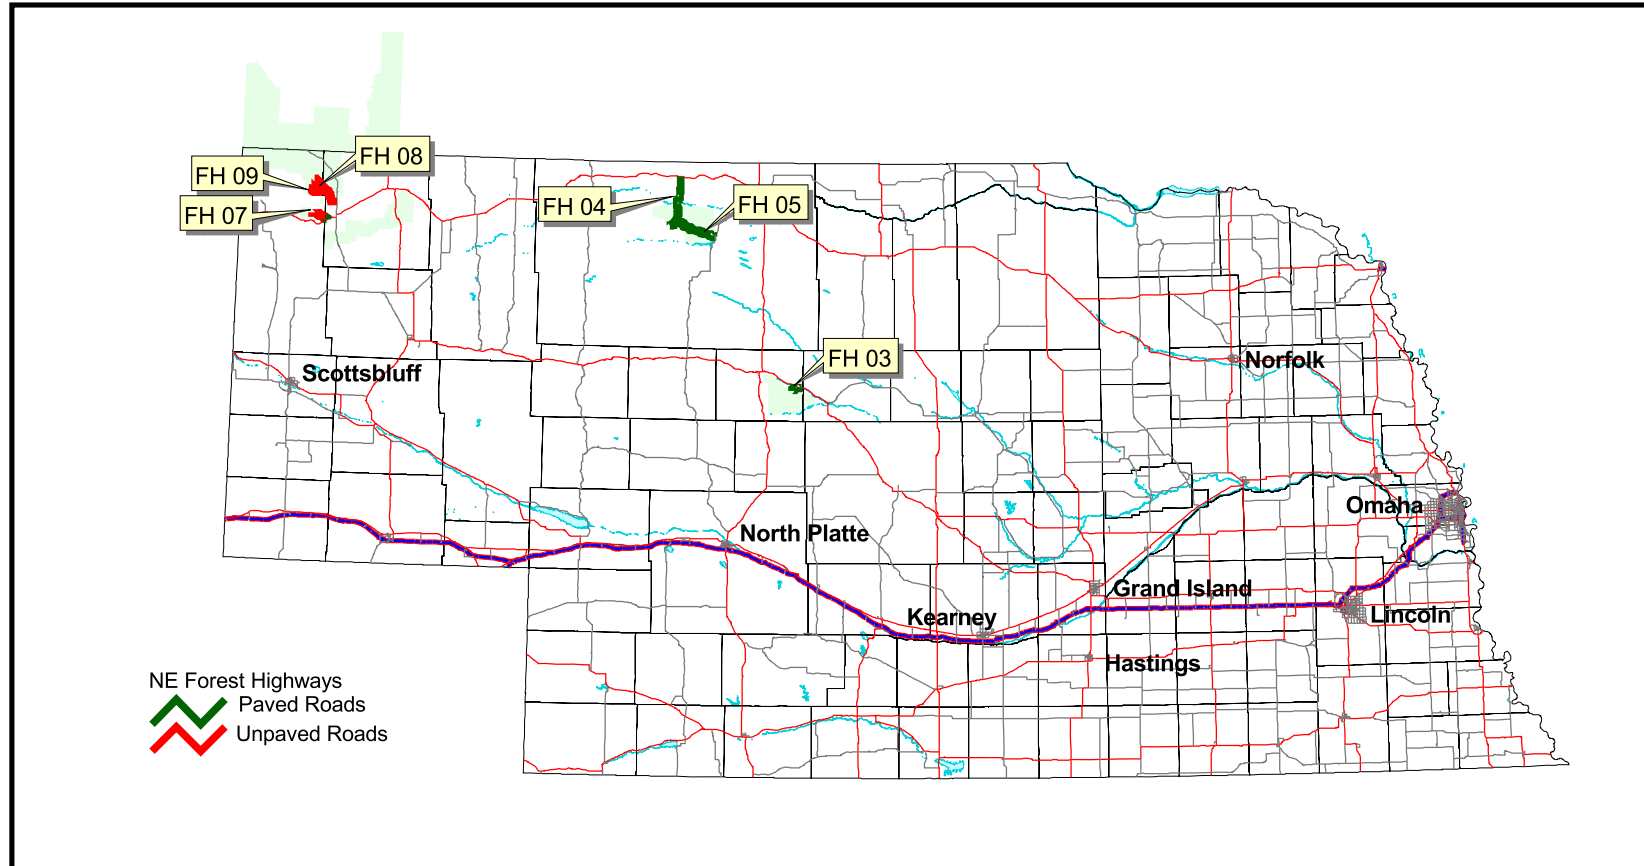 FH 08
FH 09
FH 07
FH 04
FH 05
FH 03
Scottsbluff
Norfolk
Omaha
North Platte
Grand Island
Kearney
Lincoln
Hastings
NE Forest Highways
Paved Roads
Unpaved Roads